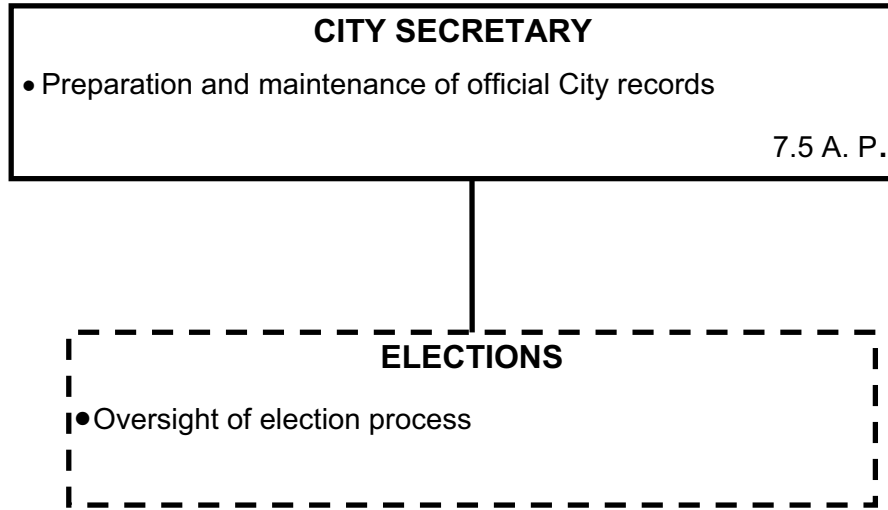 CITY SECRETARY
• Preparation and maintenance of official City records
7.5 A. P.
ELECTIONS
•Oversight of election process